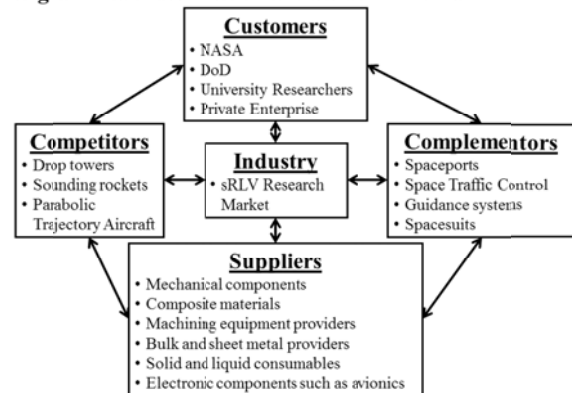 Customers
• NASA
• DoD
• University Researchers
• Private Enterprise
Competitors
• Drop towers
• Sounding rockets
• Parabolic
Trajectory Aircraft
Industry
• sRLV Research
Market
Complementors
• Spaceports
• Space Traffic Control
• Guidance systems
• Spacesuits
Suppliers
• Mechanical components
• Composite materials
• Machining equipment providers
• Bulk and sheet metal providers
• Solid and liquid consumables
• Electronic components such as avionics